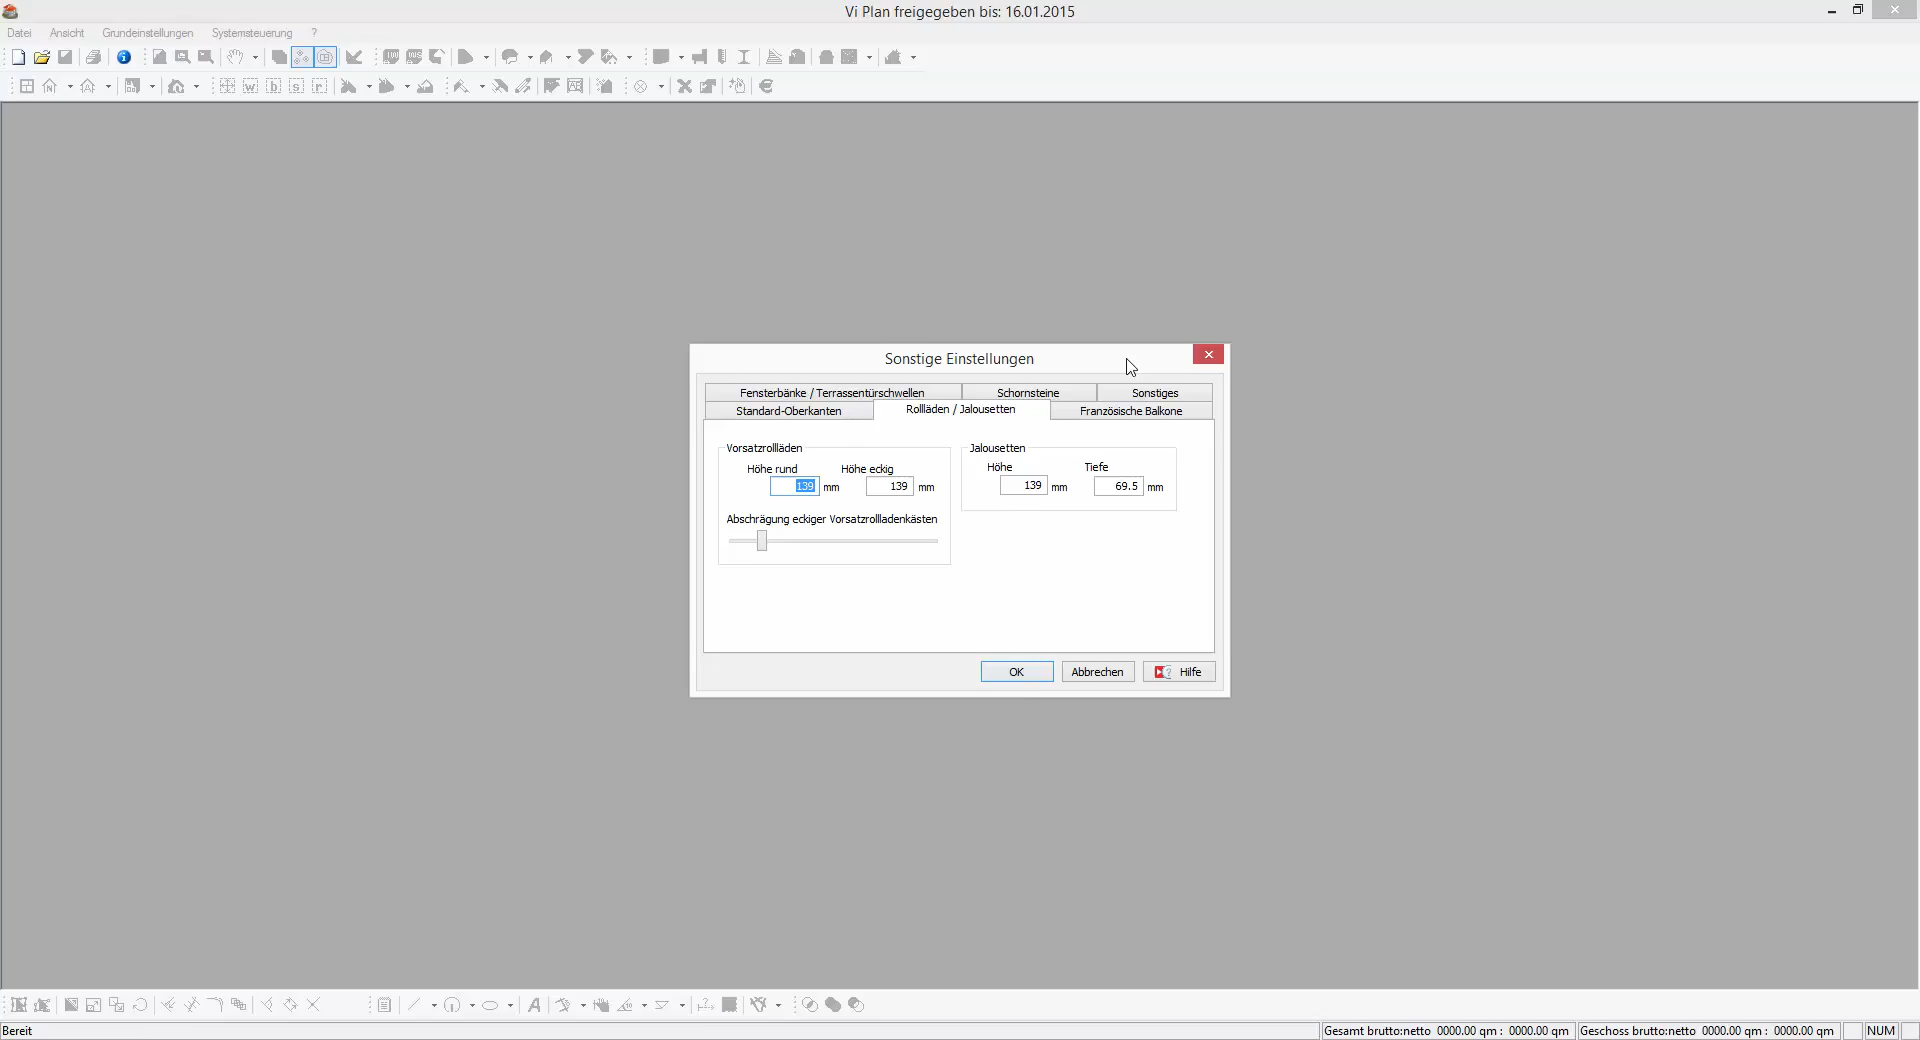 Vi Plan freigegeben bis: 16.01.2015
Datei Ansicht Grundeinstellungen Systemsteuerung ?
Sonstige Einstellungen
Fensterbänke / Terrassentürschwellen Schornsteine Sonstiges
Standard-Oberkanten Rollläden / Jalousetten Französische Balkone
Vorsatzrollläden Jalousetten
Höhe rund Höhe eckig Höhe Tiefe
139 mm 139 mm 139 mm 69.5 mm
Abschrägung eckiger Vorsatzrollladenkästen
OK Abbrechen Hilfe
Bereit Gesamt brutto:netto 0000.00 qm : 0000.00 qm Geschoss brutto:netto 0000.00 qm : 0000.00 qm NUM